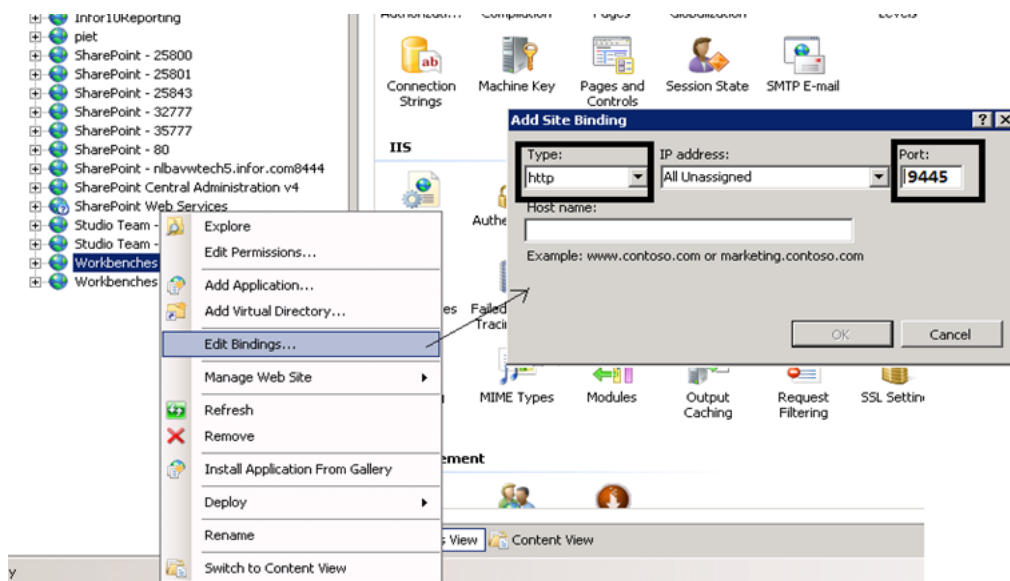 Infor10Reporting
piet
SharePoint - 25800
SharePoint - 25801
SharePoint - 25843
SharePoint - 32777
SharePoint - 35777
SharePoint - 80
SharePoint - nlbavwtech5.infor.com8444
SharePoint Central Administration v4
SharePoint Web Services
Studio Team -
Studio Team -
Workbenches
Workbenches
Explore
Edit Permissions...
Add Application...
Add Virtual Directory...
Edit Bindings...
Manage Web Site
Refresh
Remove
Install Application From Gallery
Deploy
Rename
Switch to Content View
Compilation Pages Levels
Connection Strings
Machine Key
Pages and Controls
Session State
SMTP E-mail
IIS
Authe
es
Failed
Traci
MIME Types
Modules
Output Caching
Request Filtering
SSL Settin
ement
View
Content View
y
Add Site Binding
Type: IP address: Port:
http All Unassigned 9445
Host name:
Example: www.contoso.com or marketing.contoso.com
OK Cancel